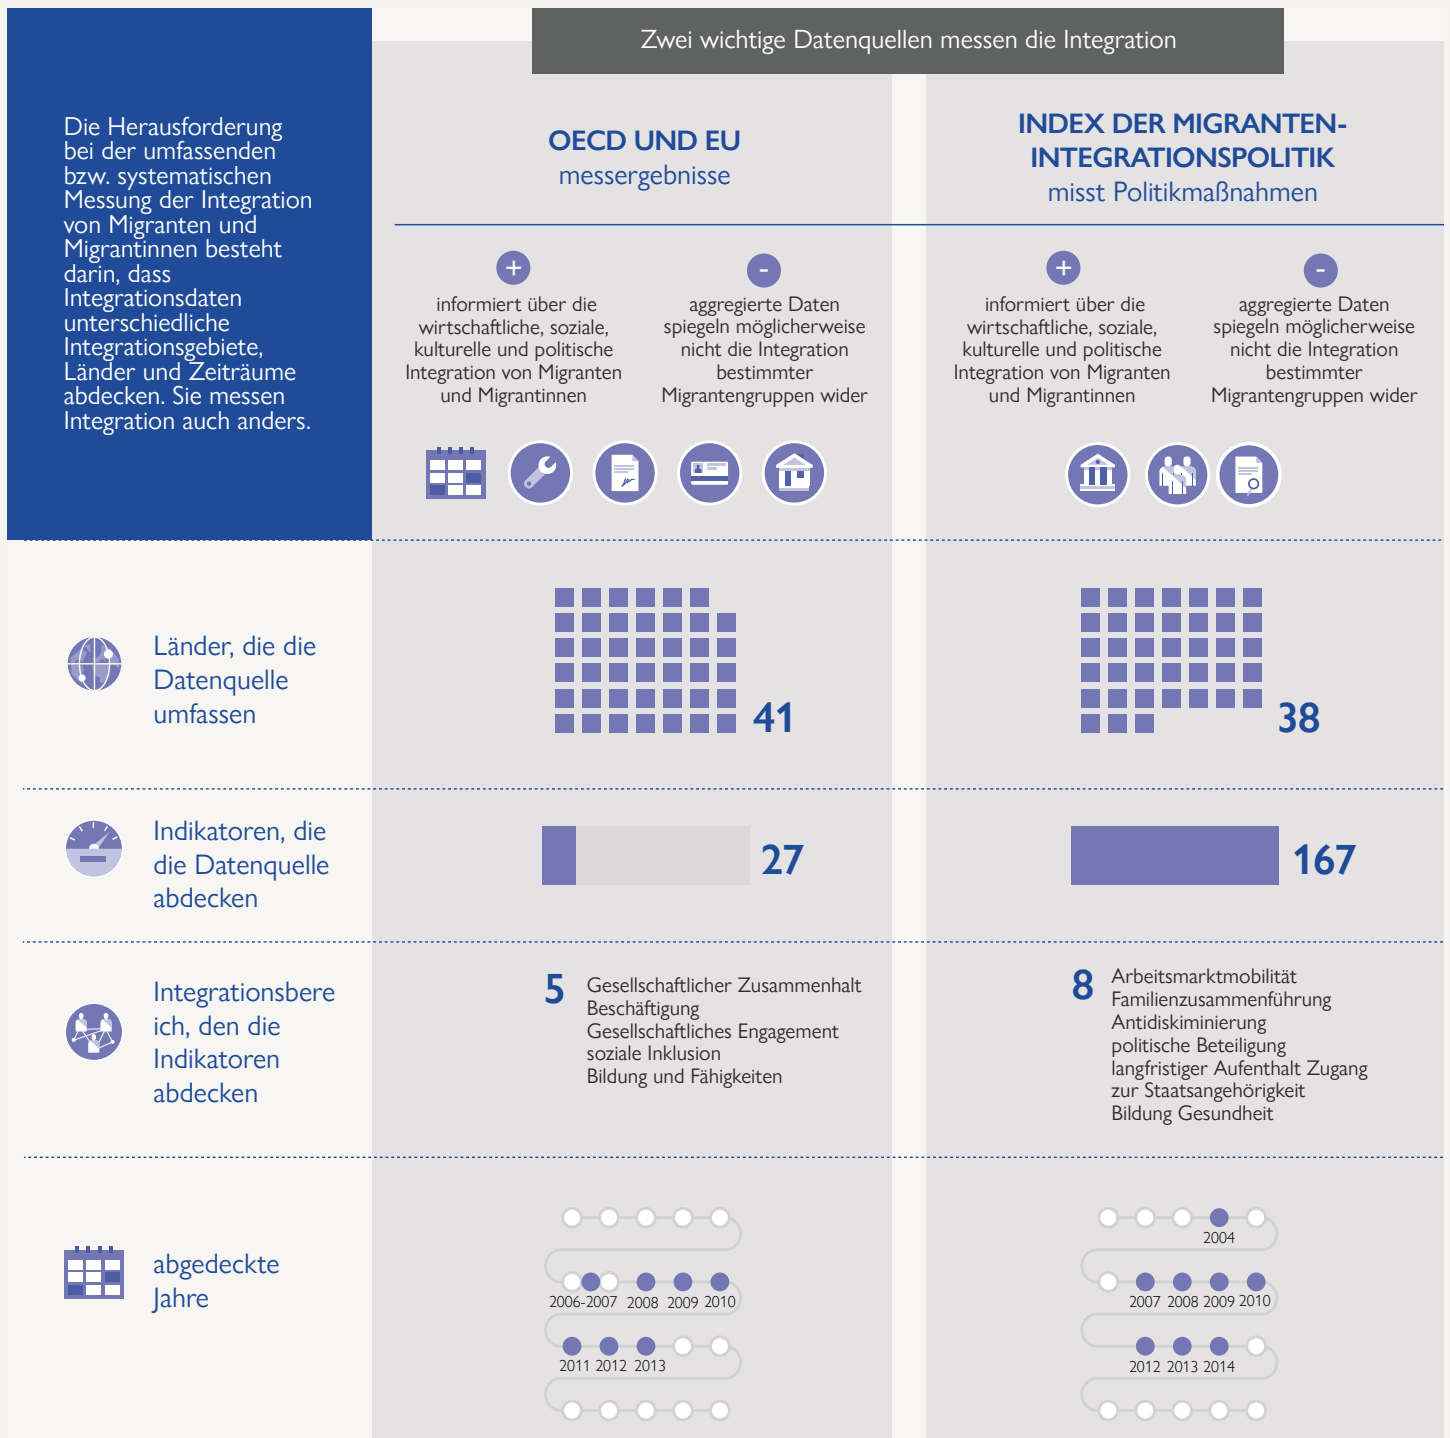 Zwei wichtige Datenquellen messen die Integration
Die Herausforderung
bei der umfassenden
bzw. systematischen
Messung der Integration
von Migranten und
Migrantinnen besteht
darin, dass
Integrationsdaten
unterschiedliche
Integrationsgebiete,
Länder und Zeiträume
abdecken. Sie messen
Integration auch anders.
OECD UND EU
messergebnisse
+
informiert über die
wirtschaftliche, soziale,
kulturelle und politische
Integration von Migranten
und Migrantinnen
-
aggregierte Daten
spiegeln möglicherweise
nicht die Integration
bestimmter
Migrantengruppen wider
INDEX DER MIGRANTEN-
INTEGRATIONSPOLITIK
misst Politikmaßnahmen
+
informiert über die
wirtschaftliche, soziale,
kulturelle und politische
Integration von Migranten
und Migrantinnen
-
aggregierte Daten
spiegeln möglicherweise
nicht die Integration
bestimmter
Migrantengruppen wider
Länder, die die
Datenquelle
umfassen
41
38
Indikatoren, die
die Datenquelle
abdecken
27
167
Integrationsbere
ich, den die
Indikatoren
abdecken
5
Gesellschaftlicher Zusammenhalt
Beschäftigung
Gesellschaftliches Engagement
soziale Inklusion
Bildung und Fähigkeiten
8
Arbeitsmarktmobilität
Familienzusammenführung
Antidiskiminierung
politische Beteiligung
langfristiger Aufenthalt Zugang
zur Staatsangehörigkeit
Bildung Gesundheit
abgedeckte
Jahre
2006-2007 2008 2009 2010
2011 2012 2013
2004
2007 2008 2009 2010
2012 2013 2014